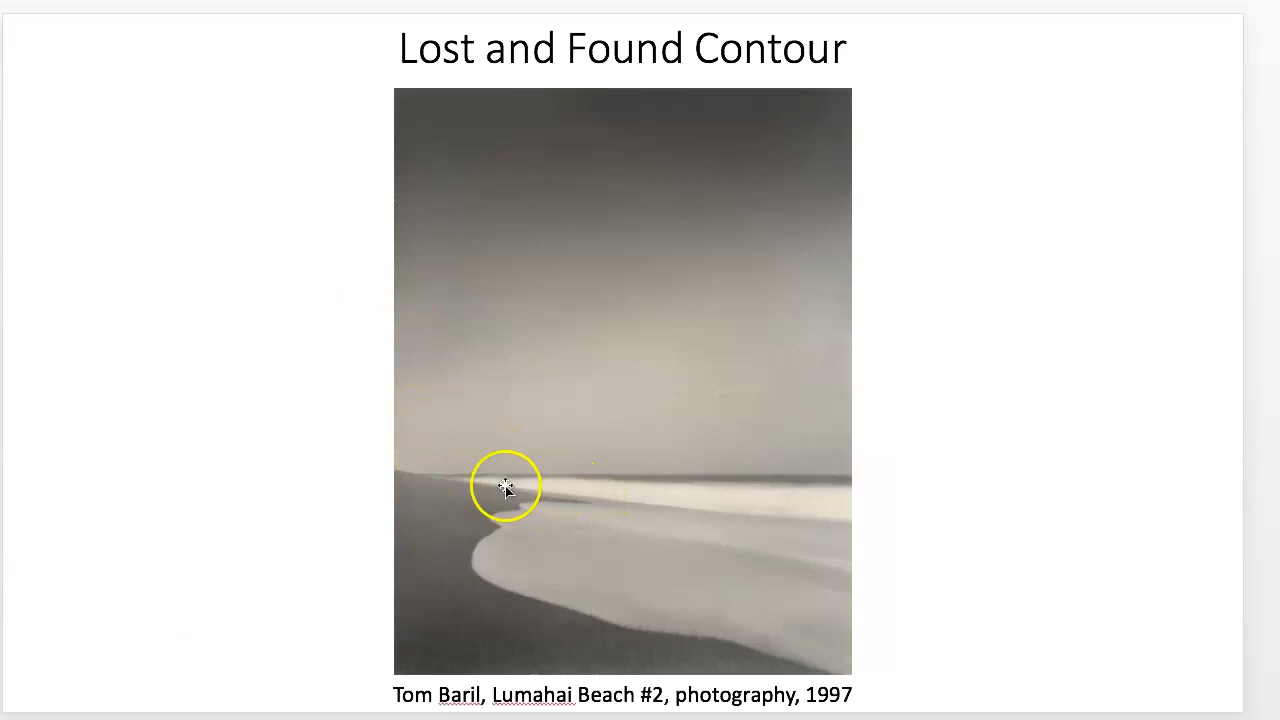 Lost and Found Contour
Tom Baril, Lumahai Beach #2, photography, 1997